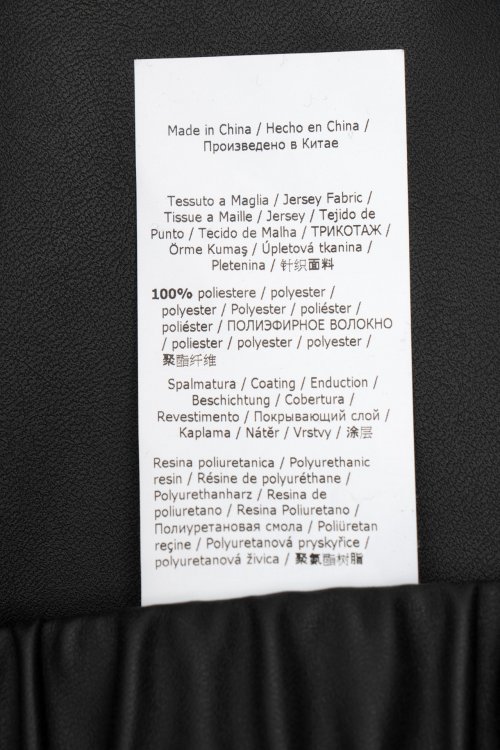 Made in China / Hecho en China /
Произведено в Китае
Tessuto a Maglia / Jersey Fabric /
Tissue a Maille / Jersey / Tejido de
Punto / Tecido de Malha / ТРИКОТАЖ /
Örme Kumaş / Úpletová tkanina /
Pletenina / 针织面料
100% poliestere / polyester /
polyester / Polyester / poliéster /
poliéster / ПОЛИЭФИРНОЕ ВОЛОКНО
/ poliester / polyester / polyester /
聚酯纤维
Spalmatura / Coating / Enduction /
Beschichtung / Cobertura /
Revestimento / Покрывающий слой /
Kaplama / Nátěr / Vrstvy / 涂层
Resina poliuretanica / Polyurethanic
resin / Résine de polyuréthane /
Polyurethanharz / Resina de
poliuretano / Resina Poliuretano /
Полиуретановая смола / Poliüretan
reçine / Polyuretanová pryskyřice /
polyuretanová živica / 聚氨酯树脂